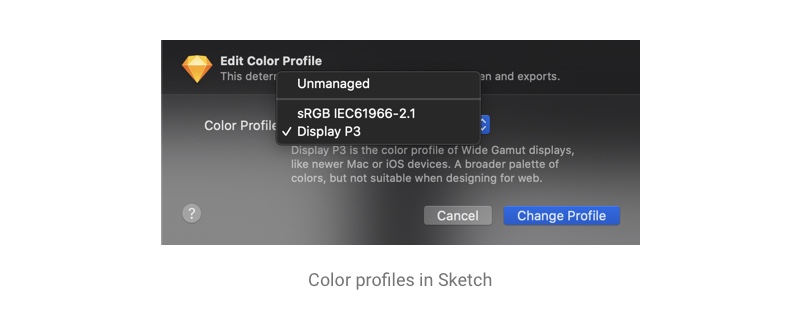 Edit Color Profile
This deter
en and exports.
Unmanaged
sRGB IEC61966-2.1
Color Profile
✓ Display P3
Display P3 is the color profile of Wide Gamut displays,
like newer Mac or iOS devices. A broader palette of
colors, but not suitable when designing for web.
?
Cancel
Change Profile
Color profiles in Sketch